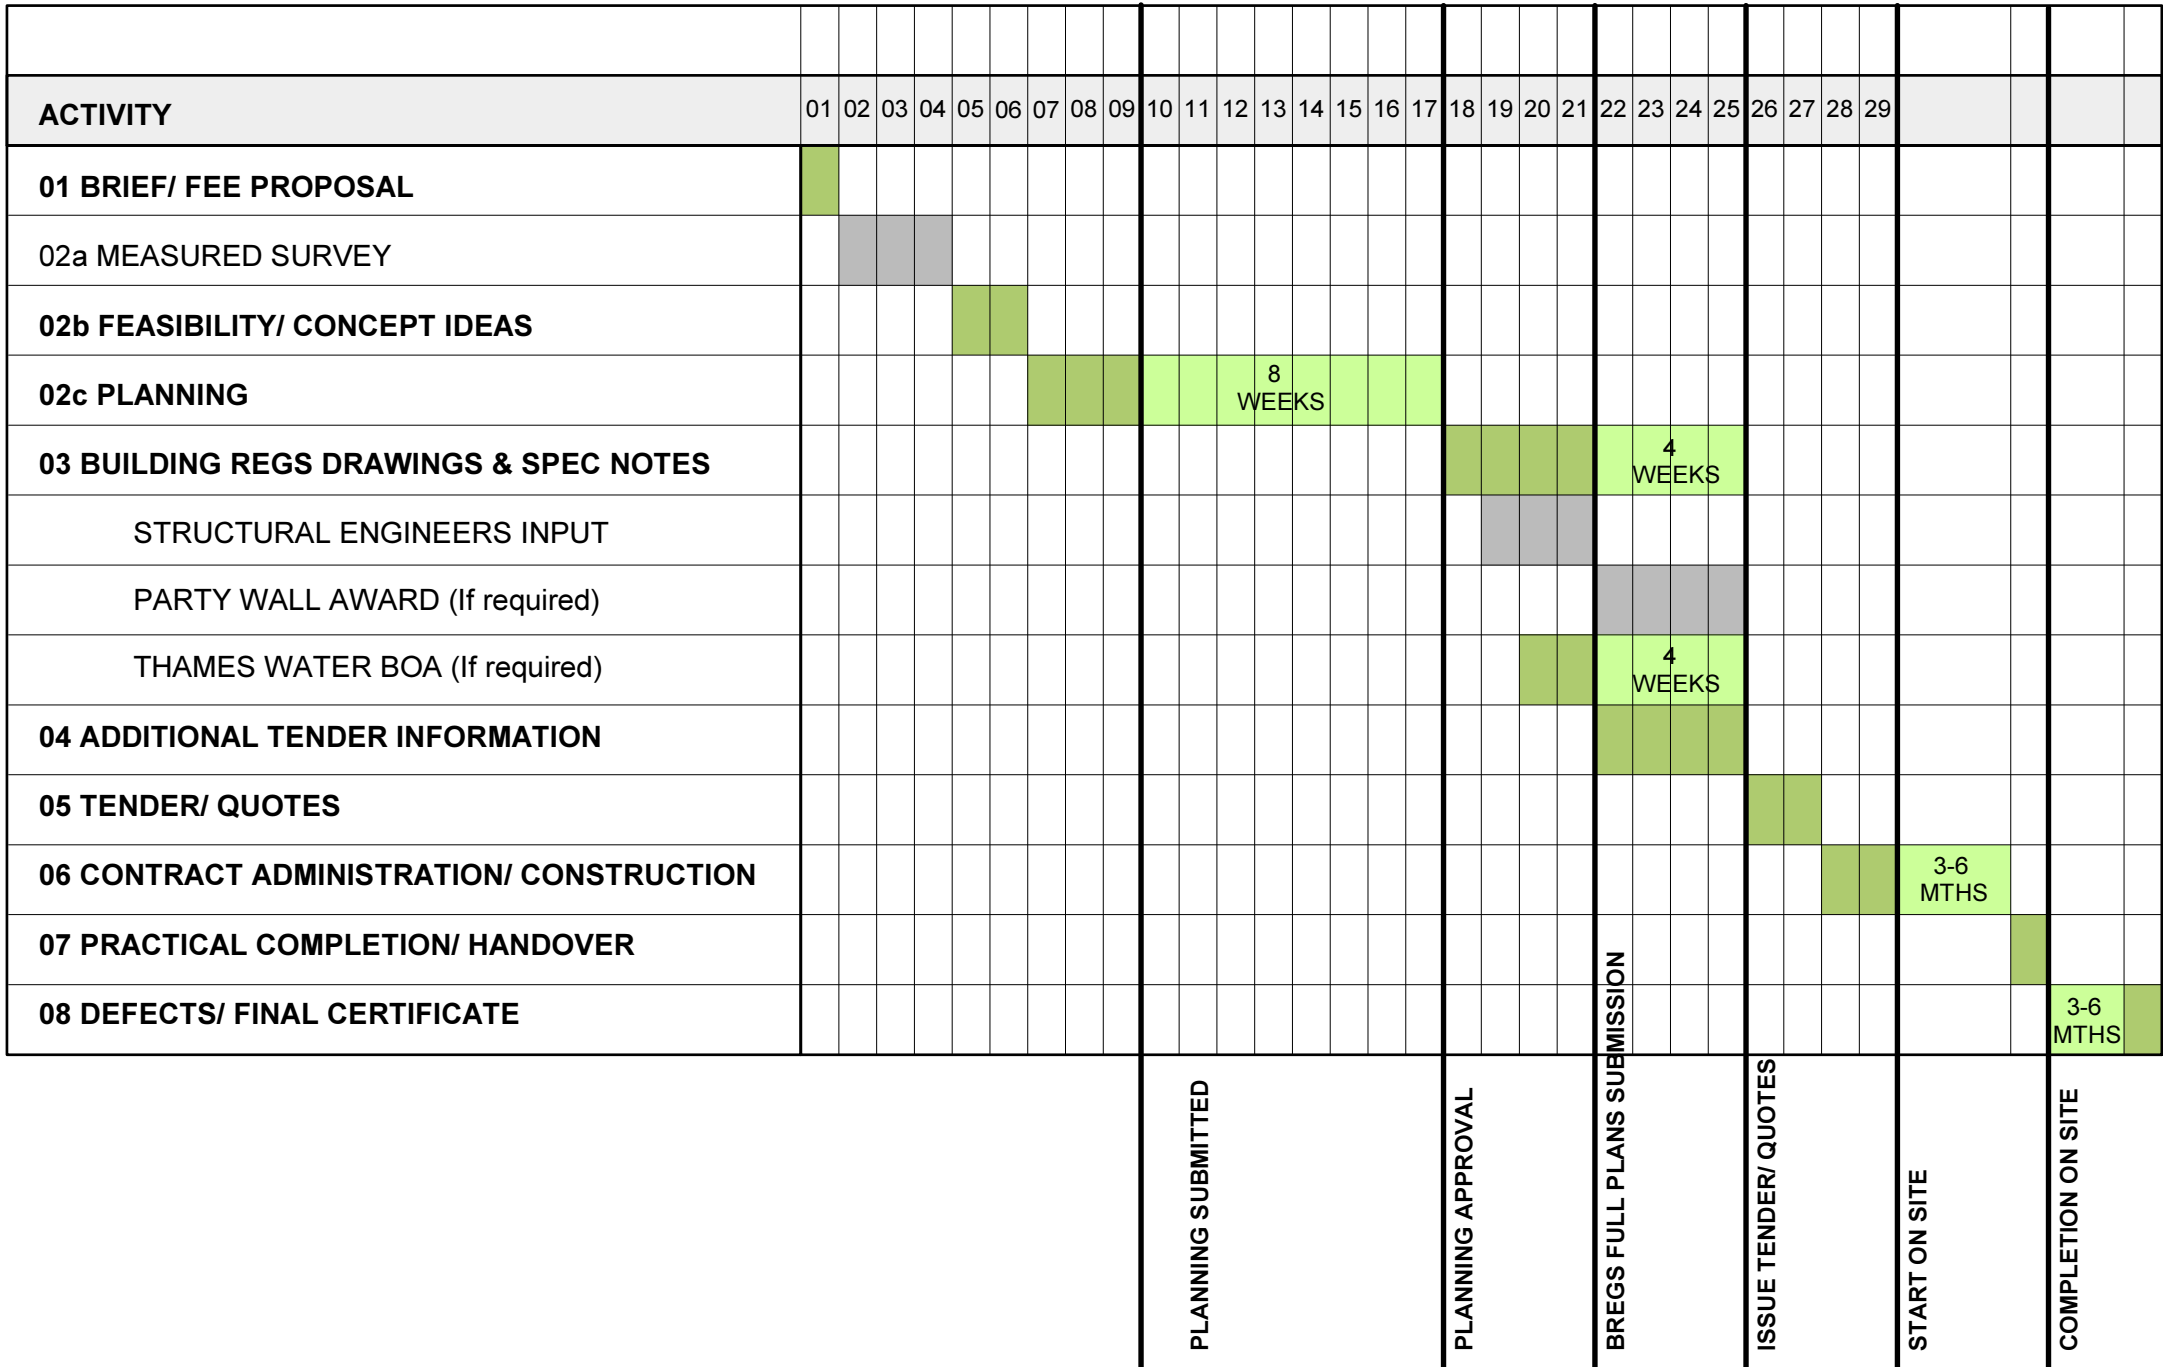 ACTIVITY 01 02 03 04 05 06 07 08 09 10 11 12 13 14 15 16 17 18 19 20 21 22 23 24 25 26 27 28 29
01 BRIEF/ FEE PROPOSAL
02a MEASURED SURVEY
02b FEASIBILITY/ CONCEPT IDEAS
02c PLANNING
8
WEEKS
03 BUILDING REGS DRAWINGS & SPEC NOTES
4
WEEKS
STRUCTURAL ENGINEERS INPUT
PARTY WALL AWARD (If required)
THAMES WATER BOA (If required)
4
WEEKS
04 ADDITIONAL TENDER INFORMATION
05 TENDER/ QUOTES
06 CONTRACT ADMINISTRATION/ CONSTRUCTION
3-6
MTHS
07 PRACTICAL COMPLETION/ HANDOVER
08 DEFECTS/ FINAL CERTIFICATE
3-6
MTHS
PLANNING SUBMITTED
PLANNING APPROVAL
BREGS FULL PLANS SUBMISSION
ISSUE TENDER/ QUOTES
START ON SITE
COMPLETION ON SITE